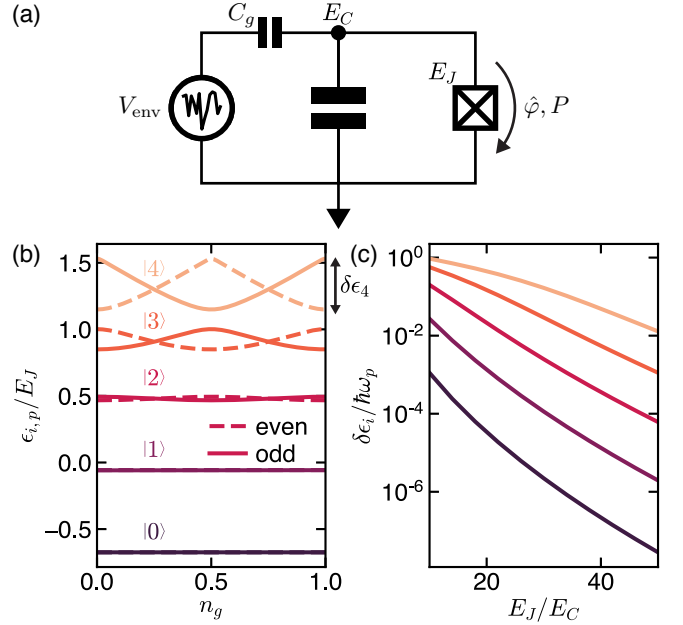 (a)
C_g
E_C
E_J
V_env
φ̂, P
(b)
1.5
1.0
0.5
0.0
−0.5
ϵ_{i,p}/E_J
|4⟩
|3⟩
|2⟩
|1⟩
|0⟩
even
odd
δϵ_4
0.0 0.5 1.0
n_g
(c)
10^0
10^{-2}
10^{-4}
10^{-6}
δϵ_i/ℏω_p
20 40
E_J/E_C